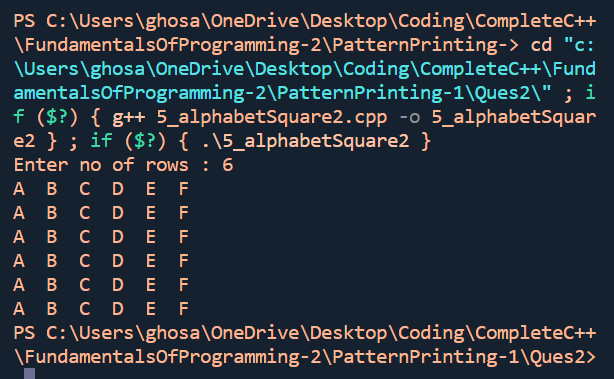 PS C:\Users\ghosa\OneDrive\Desktop\Coding\CompleteC++
\FundamentalsOfProgramming-2\PatternPrinting-> cd "c:
\Users\ghosa\OneDrive\Desktop\Coding\CompleteC++\Fund
amentalsOfProgramming-2\PatternPrinting-1\Ques2\" ; i
f ($?) { g++ 5_alphabetSquare2.cpp -o 5_alphabetSquar
e2 } ; if ($?) { .\5_alphabetSquare2 }
Enter no of rows : 6
A  B  C  D  E  F
A  B  C  D  E  F
A  B  C  D  E  F
A  B  C  D  E  F
A  B  C  D  E  F
A  B  C  D  E  F
PS C:\Users\ghosa\OneDrive\Desktop\Coding\CompleteC++
\FundamentalsOfProgramming-2\PatternPrinting-1\Ques2>